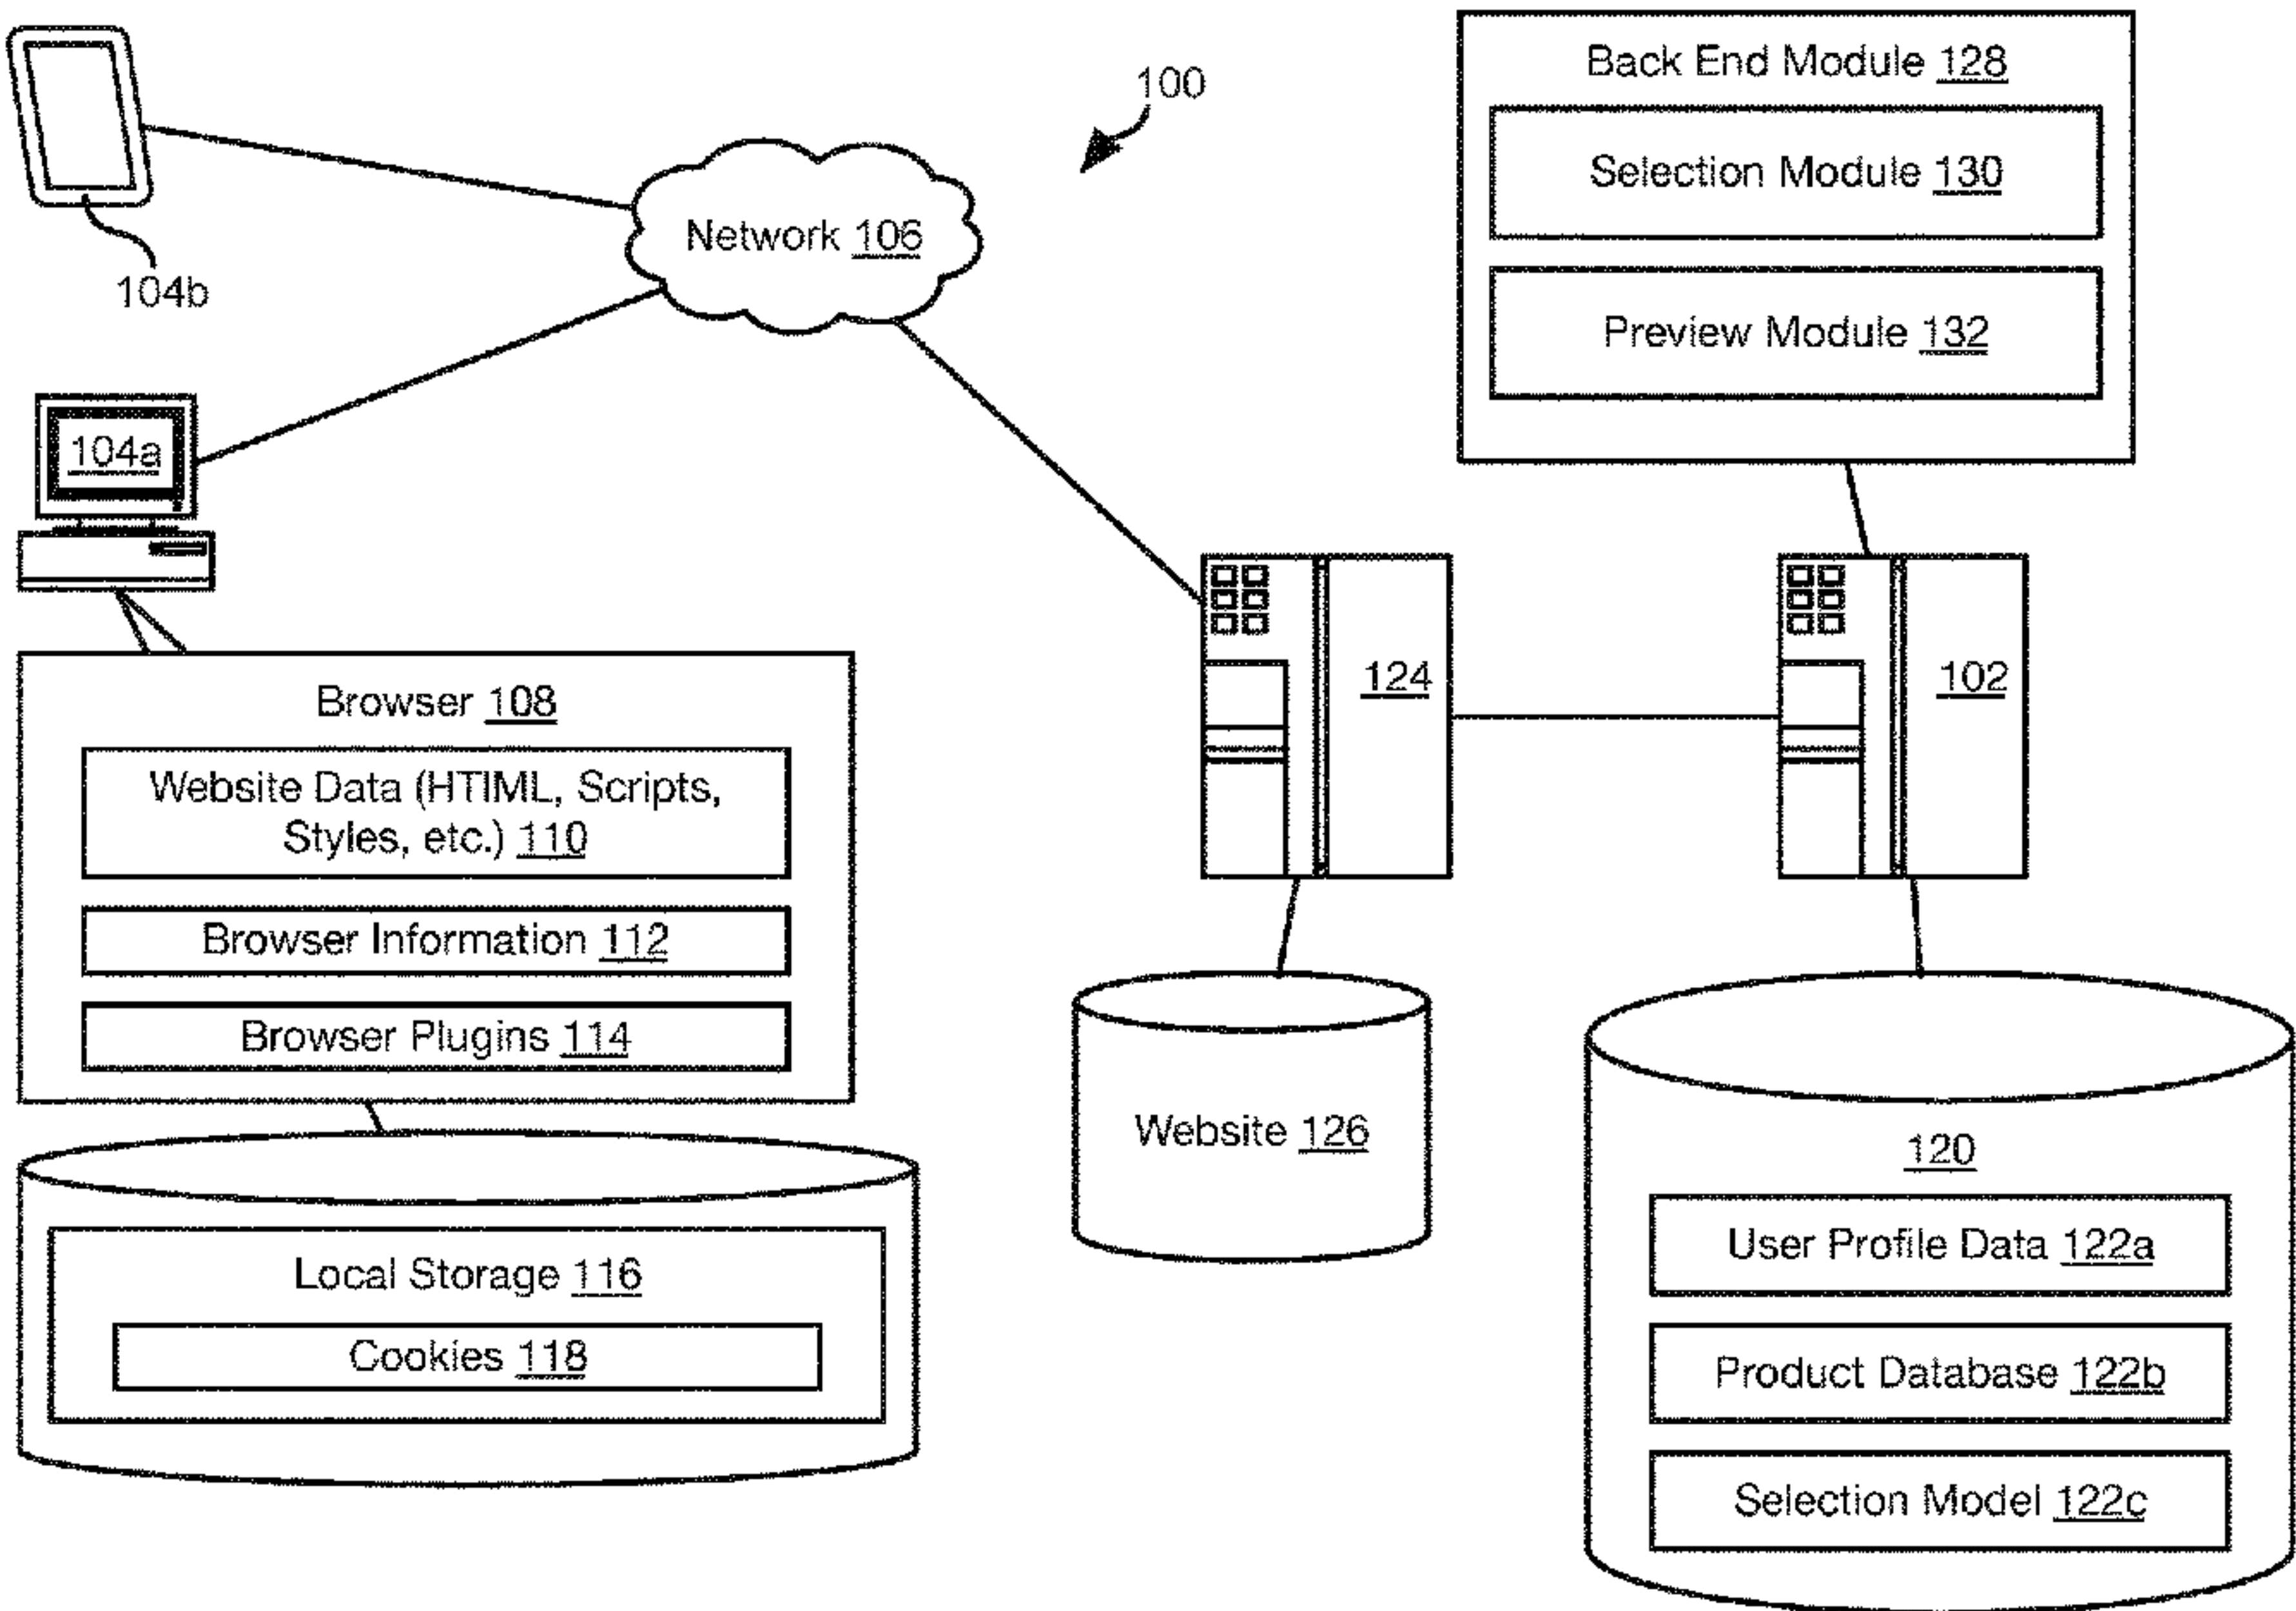 100
104b
Network 106
104a
Browser 108
Website Data (HTIML, Scripts,
Styles, etc.) 110
Browser Information 112
Browser Plugins 114
Local Storage 116
Cookies 118
Back End Module 128
Selection Module 130
Preview Module 132
124
102
Website 126
120
User Profile Data 122a
Product Database 122b
Selection Model 122c